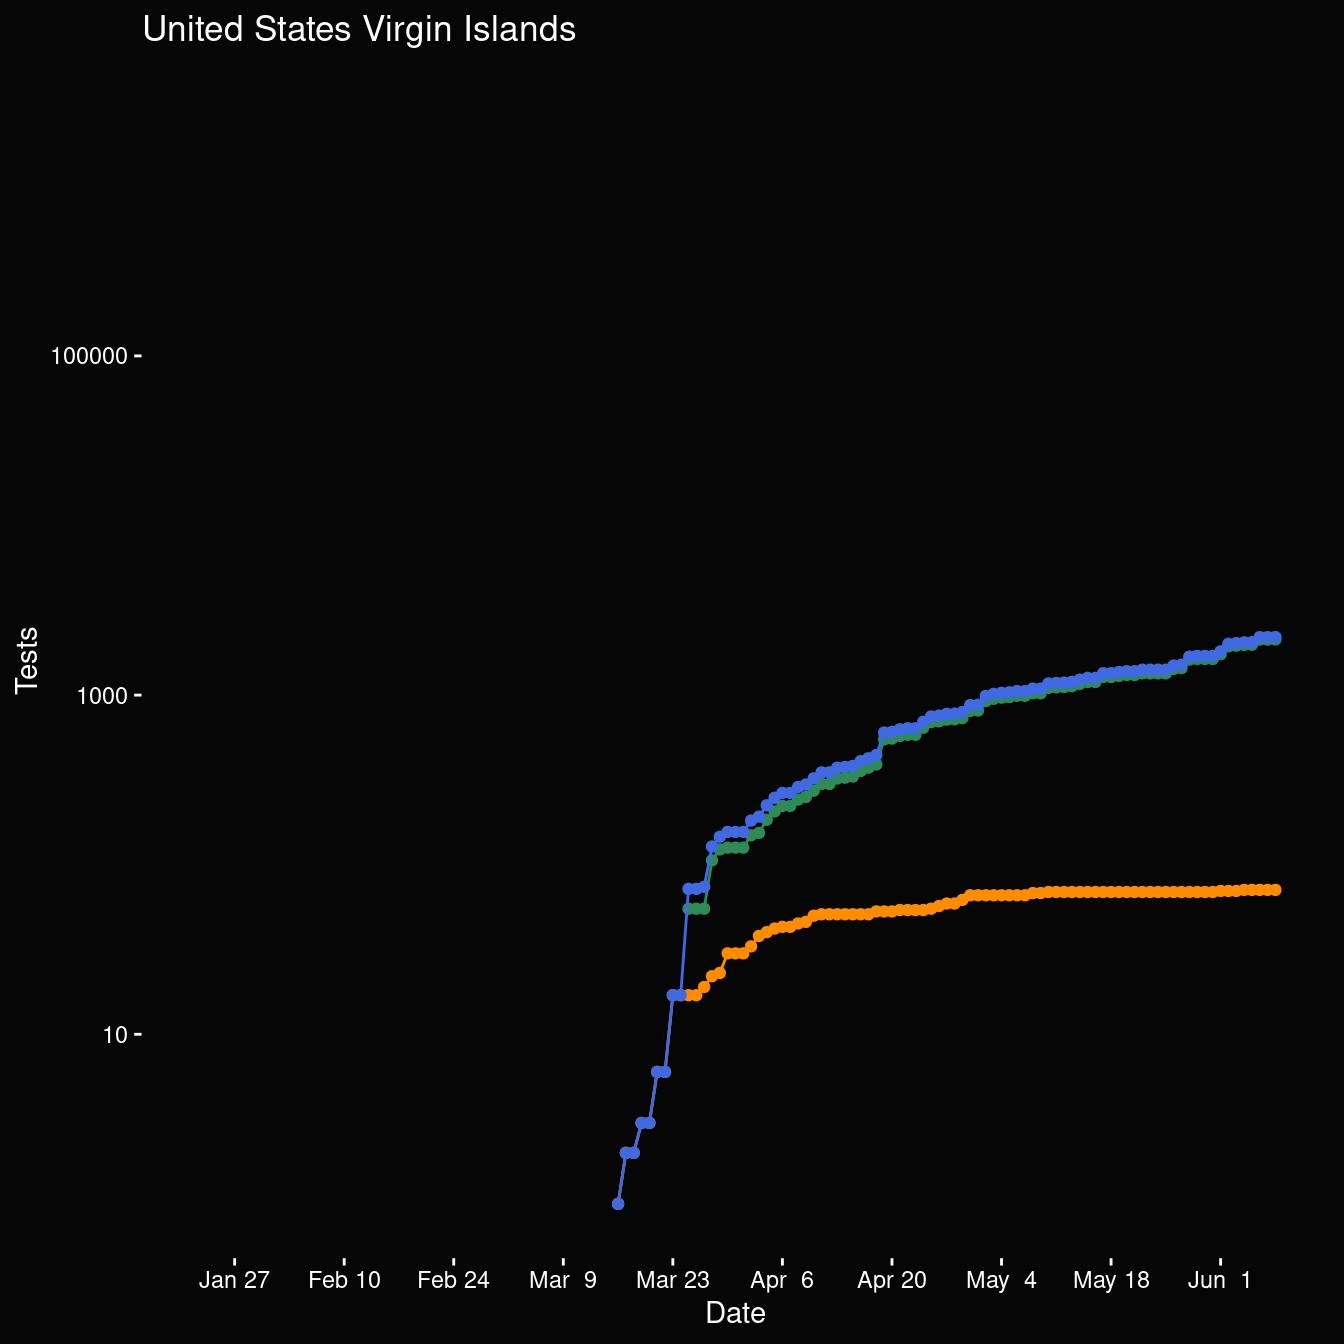 United States Virgin Islands
100000
1000
10
Tests
Jan 27 Feb 10 Feb 24 Mar  9 Mar 23 Apr  6 Apr 20 May  4 May 18 Jun  1
Date